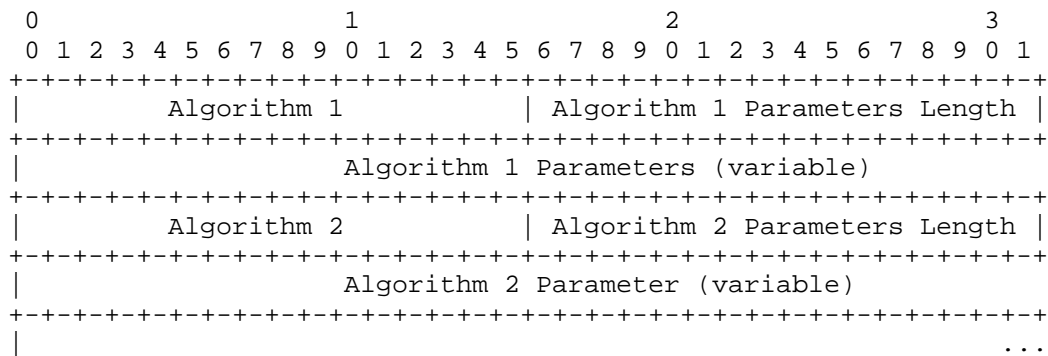 0                   1                   2                   3
 0 1 2 3 4 5 6 7 8 9 0 1 2 3 4 5 6 7 8 9 0 1 2 3 4 5 6 7 8 9 0 1
+-+-+-+-+-+-+-+-+-+-+-+-+-+-+-+-+-+-+-+-+-+-+-+-+-+-+-+-+-+-+-+-+
|         Algorithm 1           | Algorithm 1 Parameters Length |
+-+-+-+-+-+-+-+-+-+-+-+-+-+-+-+-+-+-+-+-+-+-+-+-+-+-+-+-+-+-+-+-+
|                    Algorithm 1 Parameters (variable)
+-+-+-+-+-+-+-+-+-+-+-+-+-+-+-+-+-+-+-+-+-+-+-+-+-+-+-+-+-+-+-+-+
|         Algorithm 2           | Algorithm 2 Parameters Length |
+-+-+-+-+-+-+-+-+-+-+-+-+-+-+-+-+-+-+-+-+-+-+-+-+-+-+-+-+-+-+-+-+
|                    Algorithm 2 Parameter (variable)
+-+-+-+-+-+-+-+-+-+-+-+-+-+-+-+-+-+-+-+-+-+-+-+-+-+-+-+-+-+-+-+-+
|                                                             ...